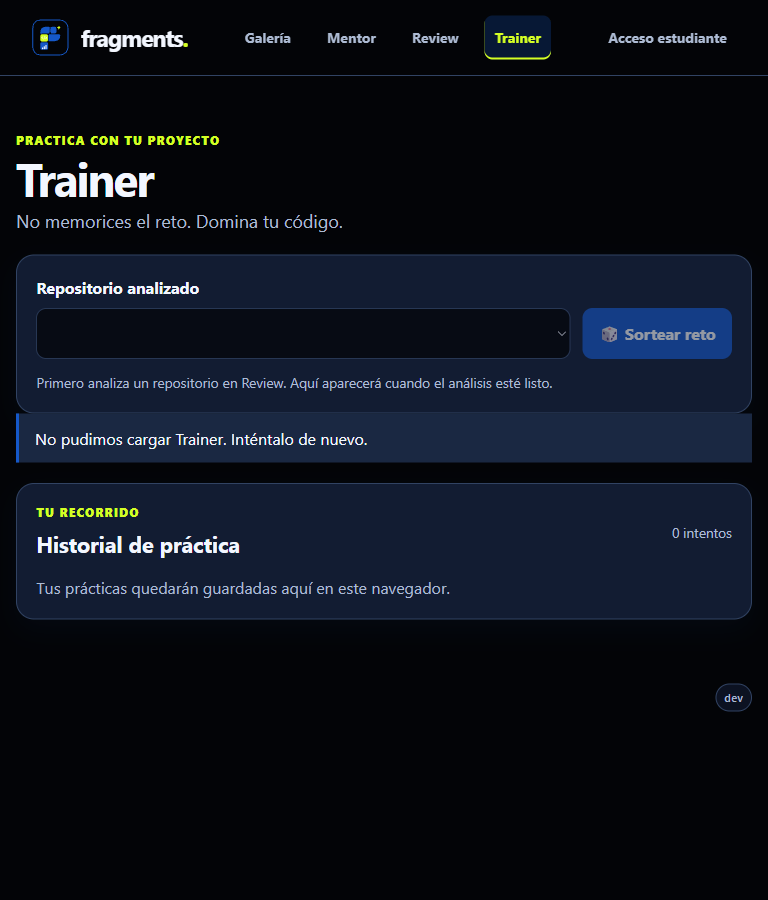 fragments.
Galería
Mentor
Review
Trainer
Acceso estudiante
PRACTICA CON TU PROYECTO
Trainer
No memorices el reto. Domina tu código.
Repositorio analizado
Sortear reto
Primero analiza un repositorio en Review. Aquí aparecerá cuando el análisis esté listo.
No pudimos cargar Trainer. Inténtalo de nuevo.
TU RECORRIDO
Historial de práctica
0 intentos
Tus prácticas quedarán guardadas aquí en este navegador.
dev